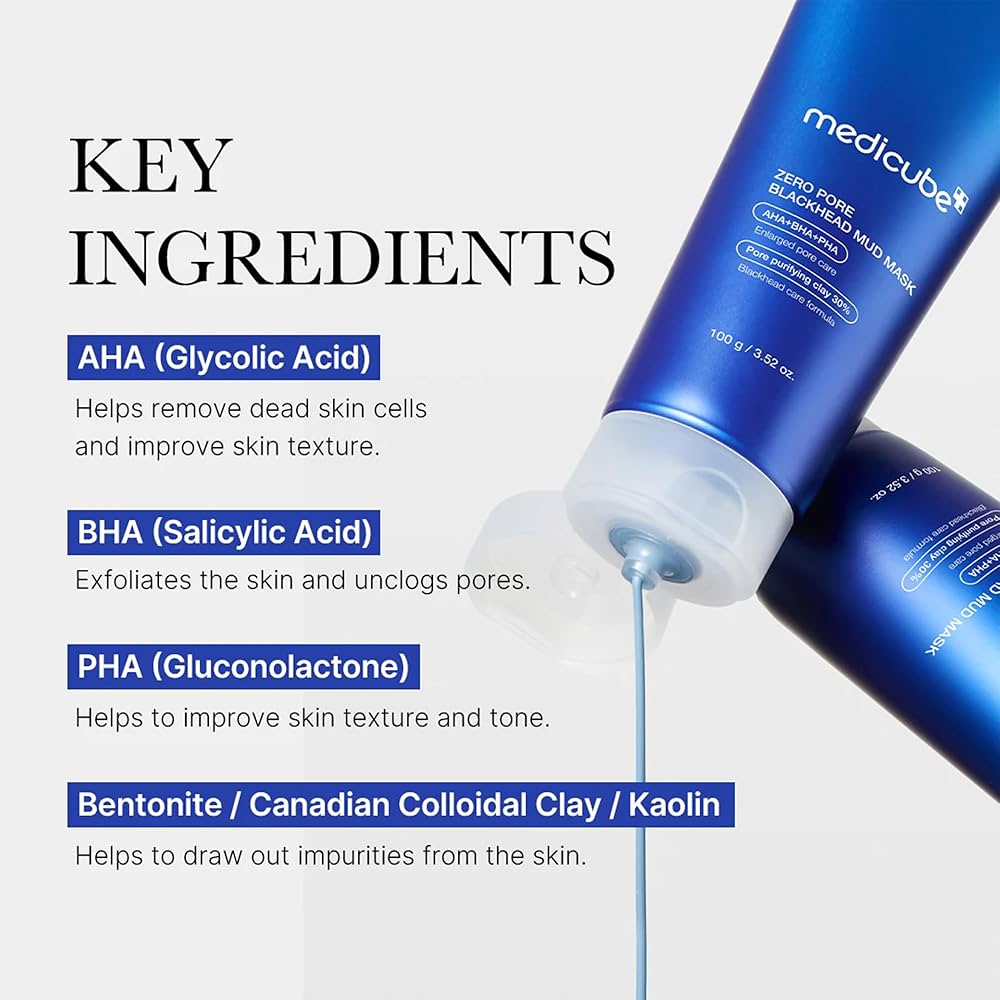 KEY
INGREDIENTS
AHA (Glycolic Acid)
Helps remove dead skin cells
and improve skin texture.
BHA (Salicylic Acid)
Exfoliates the skin and unclogs pores.
PHA (Gluconolactone)
Helps to improve skin texture and tone.
Bentonite / Canadian Colloidal Clay / Kaolin
Helps to draw out impurities from the skin.
medicube
ZERO PORE
BLACKHEAD MUD MASK
AHA+BHA+PHA
Enlarged pore care
Pore purifying clay 30%
Blackhead care formula
100 g / 3.52 oz.
MUD MASK
pore care
Pore purifying clay 30%
Blackhead care formula
100 g / 3.52 oz.